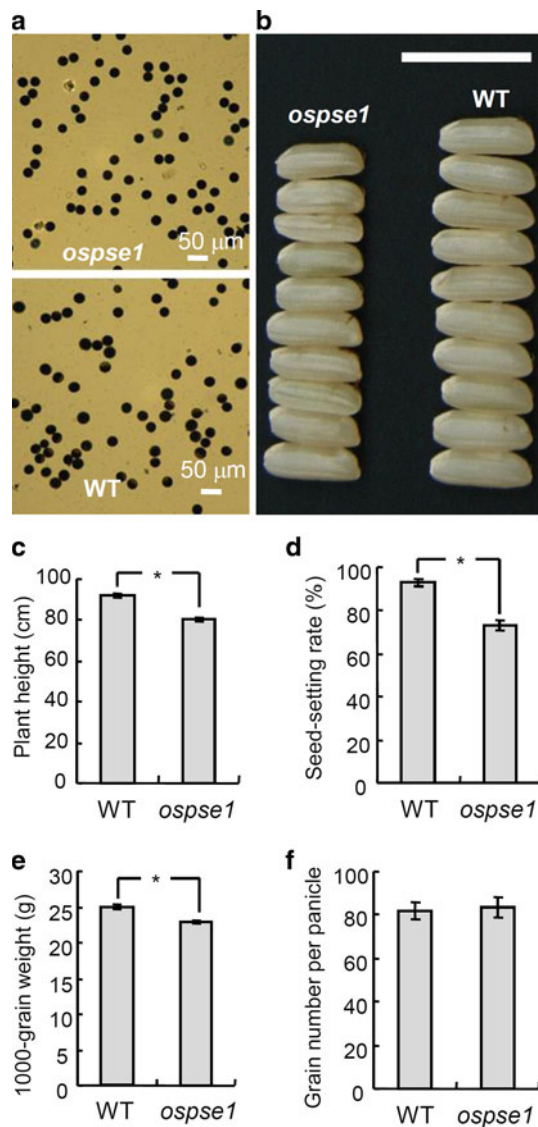 a
ospse1
50 μm
WT
50 μm
b
ospse1
WT
c
Plant height (cm)
100
80
60
40
20
0
*
WT ospse1
d
Seed-setting rate (%)
100
80
60
40
20
0
*
WT ospse1
e
1000-grain weight (g)
30
25
20
15
10
5
0
*
WT ospse1
f
Grain number per panicle
100
80
60
40
20
0
WT ospse1